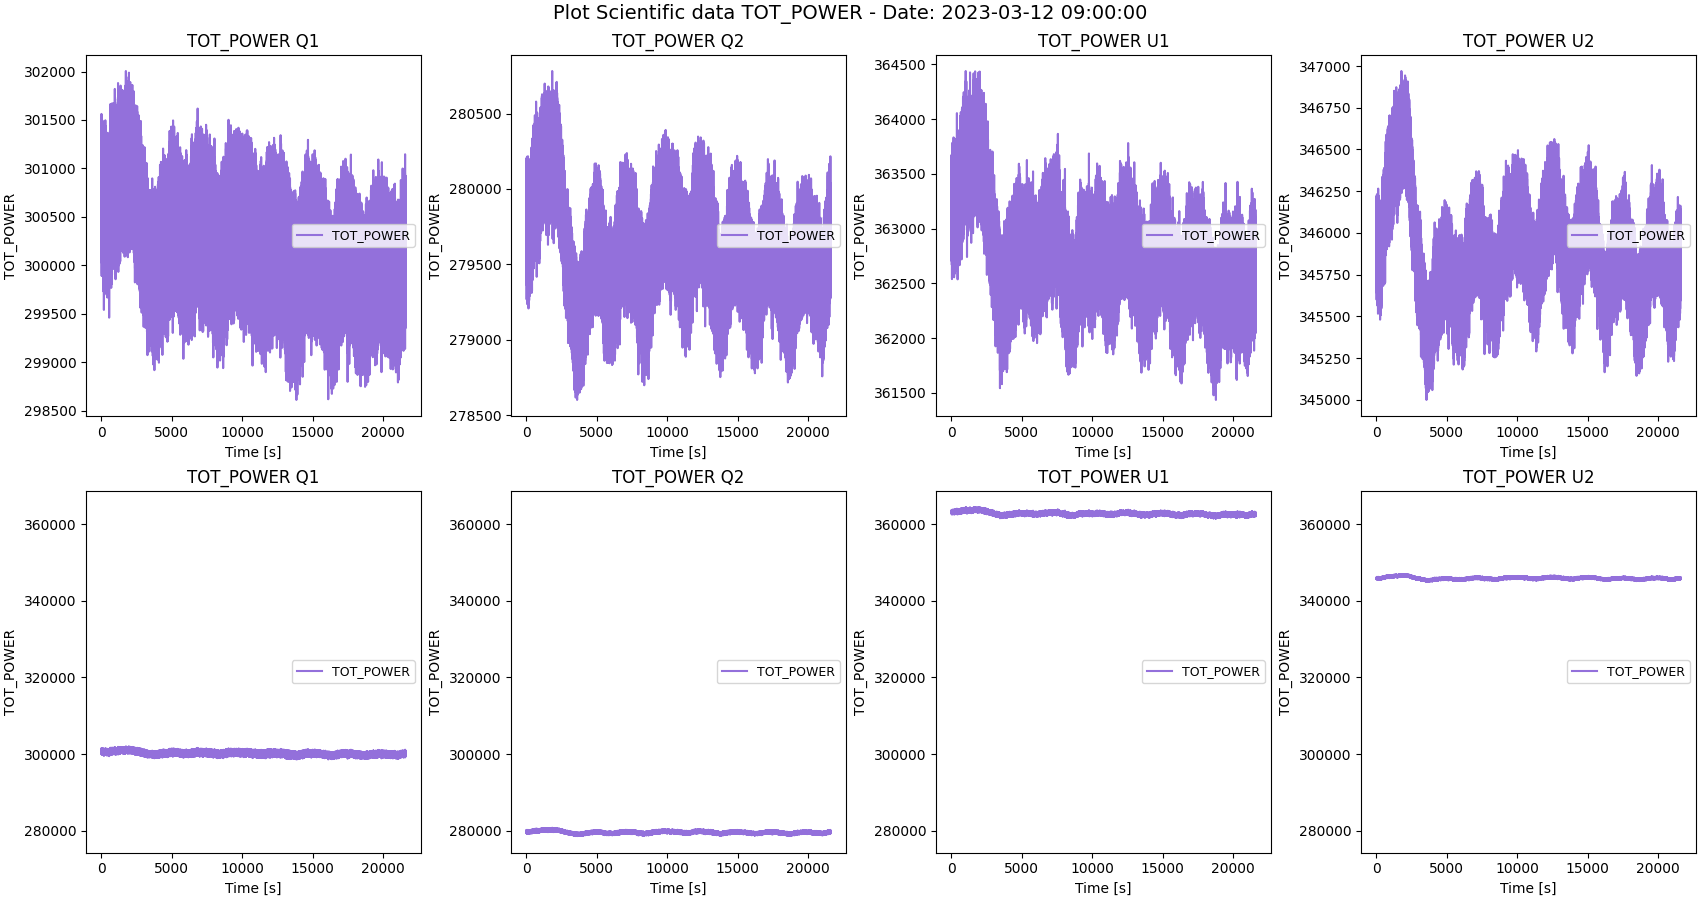 Plot Scientific data TOT_POWER - Date: 2023-03-12 09:00:00
TOT_POWER Q1
302000
301500
301000
300500
300000
299500
299000
298500
TOT_POWER
TOT_POWER
0 5000 10000 15000 20000
Time [s]
TOT_POWER Q2
280500
280000
279500
279000
278500
TOT_POWER
TOT_POWER
0 5000 10000 15000 20000
Time [s]
TOT_POWER U1
364500
364000
363500
363000
362500
362000
361500
TOT_POWER
TOT_POWER
0 5000 10000 15000 20000
Time [s]
TOT_POWER U2
347000
346750
346500
346250
346000
345750
345500
345250
345000
TOT_POWER
TOT_POWER
0 5000 10000 15000 20000
Time [s]
TOT_POWER Q1
360000
340000
320000
300000
280000
TOT_POWER
TOT_POWER
0 5000 10000 15000 20000
Time [s]
TOT_POWER Q2
360000
340000
320000
300000
280000
TOT_POWER
TOT_POWER
0 5000 10000 15000 20000
Time [s]
TOT_POWER U1
360000
340000
320000
300000
280000
TOT_POWER
TOT_POWER
0 5000 10000 15000 20000
Time [s]
TOT_POWER U2
360000
340000
320000
300000
280000
TOT_POWER
TOT_POWER
0 5000 10000 15000 20000
Time [s]